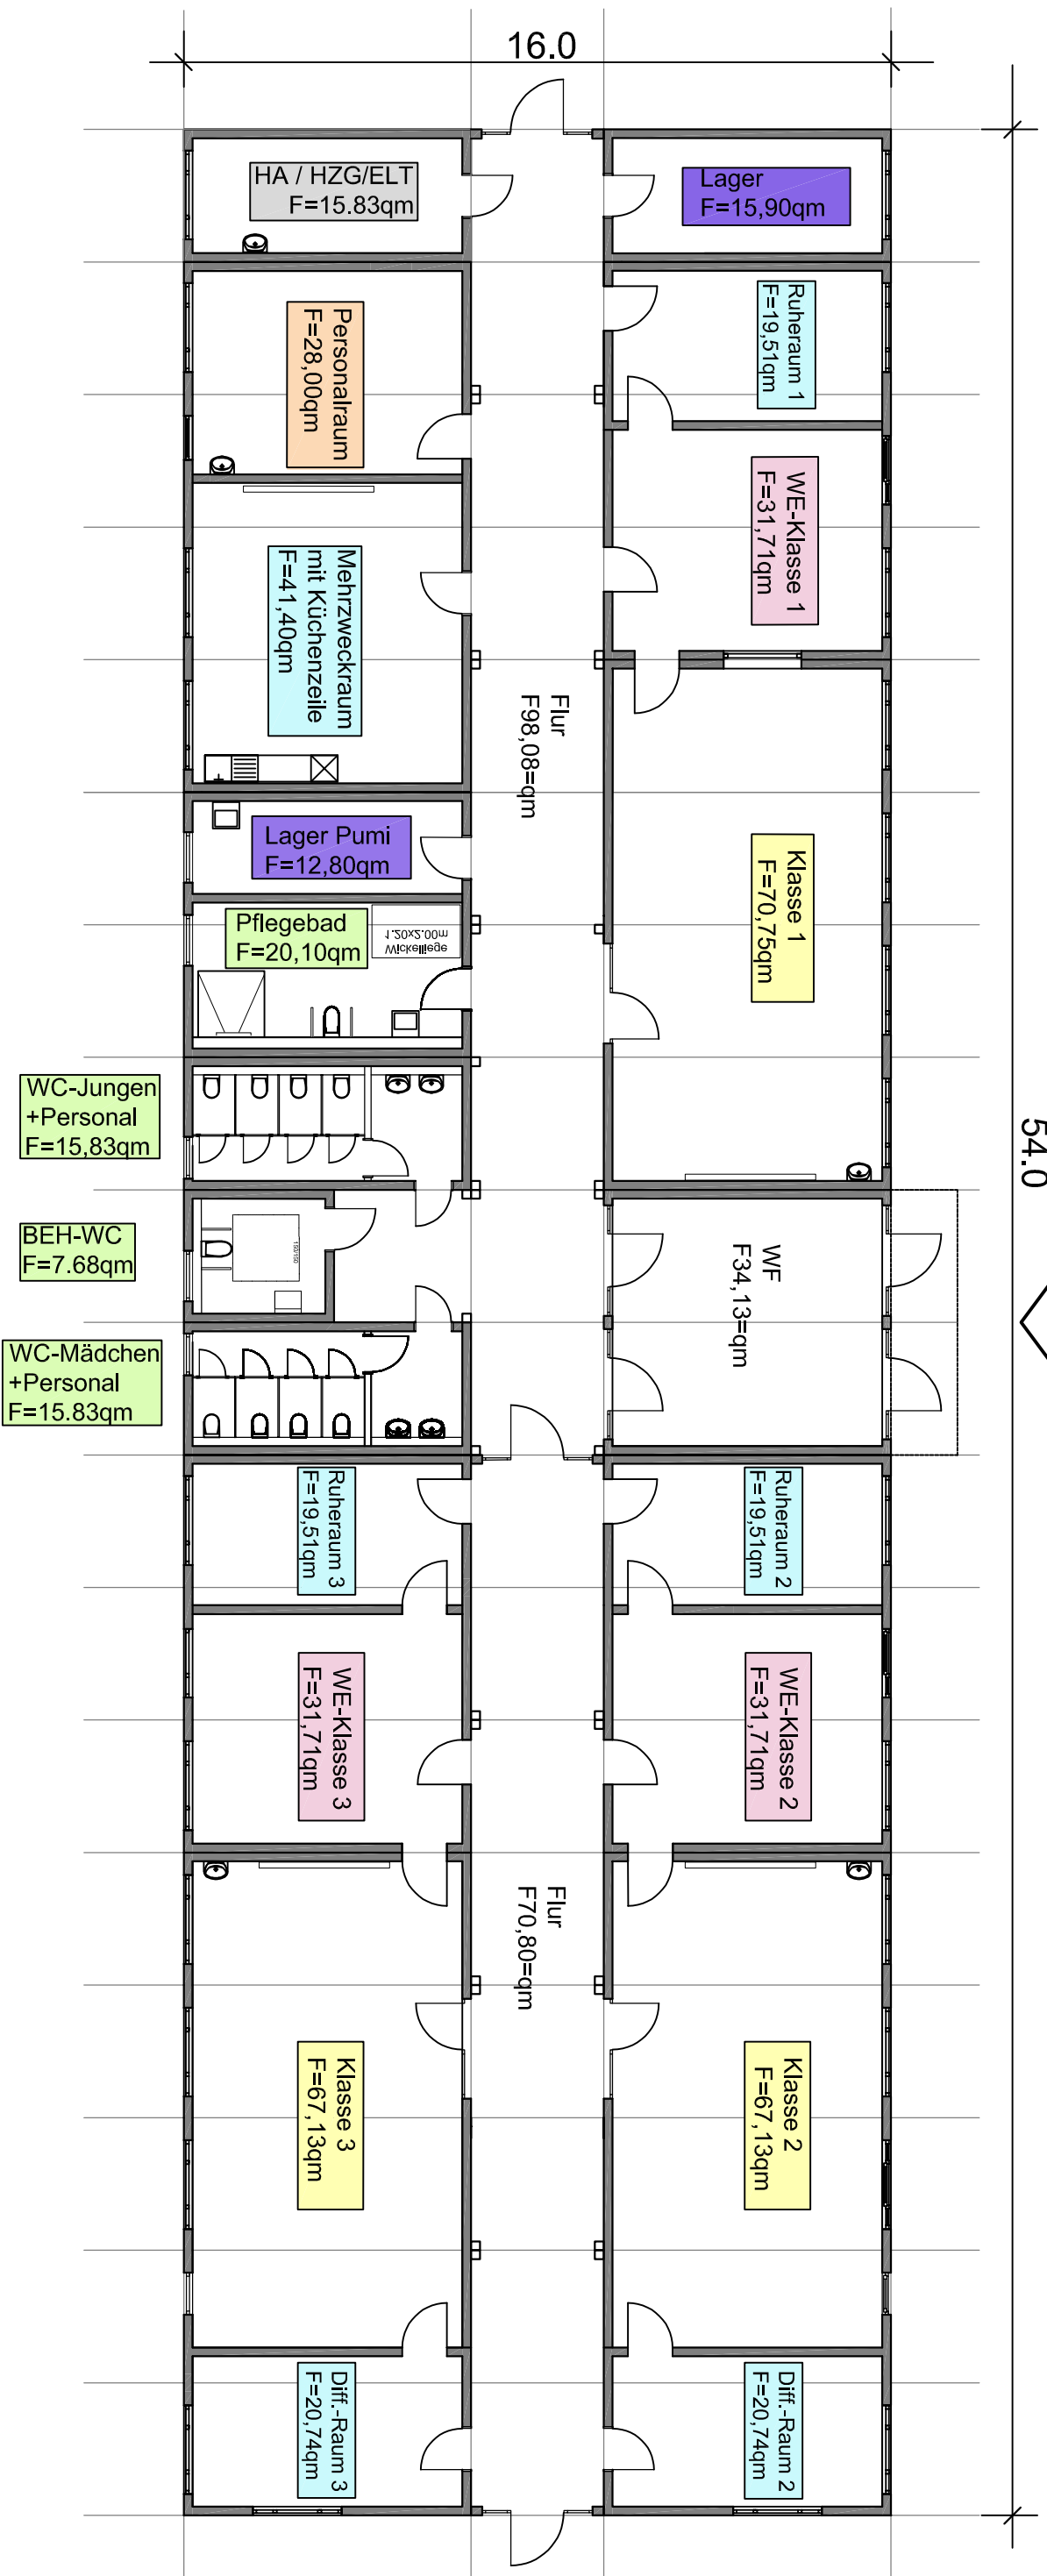 16.0
HA / HZG/ELT
F=15.83qm
Lager
F=15,90qm
Personalraum
F=28,00qm
Ruheraum 1
F=19,51qm
WE-Klasse 1
F=31,71qm
Mehrzweckraum
mit Küchenzeile
F=41,40qm
Flur
F98,08=qm
Lager Pumi
F=12,80qm
Klasse 1
F=70,75qm
Pflegebad
F=20,10qm
Wickelliege
1.20x2.00m
WC-Jungen
+Personal
F=15,83qm
54.0
BEH-WC
F=7.68qm
150/150
WF
F34,13=qm
WC-Mädchen
+Personal
F=15.83qm
Ruheraum 3
F=19,51qm
Ruheraum 2
F=19,51qm
WE-Klasse 3
F=31,71qm
WE-Klasse 2
F=31,71qm
Flur
F70,80=qm
Klasse 3
F=67,13qm
Klasse 2
F=67,13qm
Diff.-Raum 3
F=20,74qm
Diff.-Raum 2
F=20,74qm